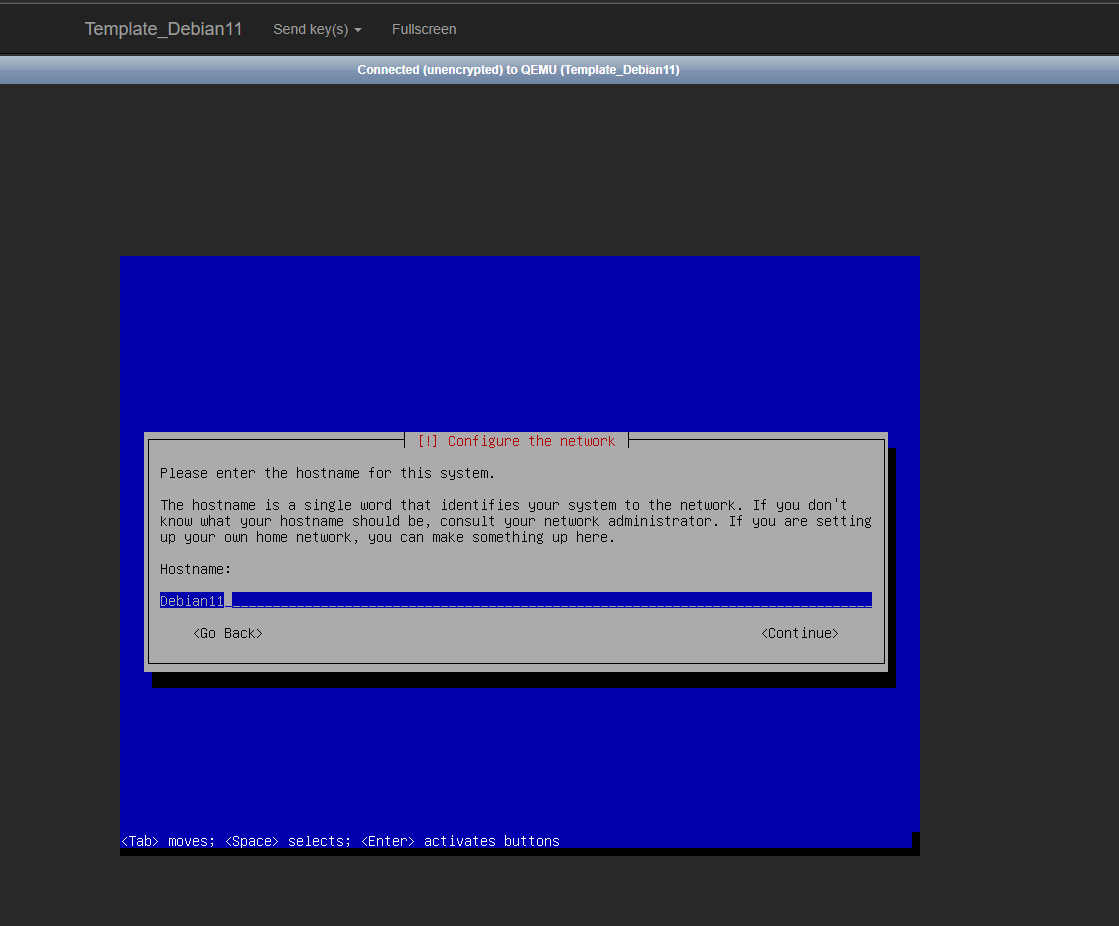 Template_Debian11 Send key(s) Fullscreen
Connected (unencrypted) to QEMU (Template_Debian11)
[!] Configure the network
Please enter the hostname for this system.
The hostname is a single word that identifies your system to the network. If you don't
know what your hostname should be, consult your network administrator. If you are setting
up your own home network, you can make something up here.
Hostname:
Debian11
<Go Back> <Continue>
<Tab> moves; <Space> selects; <Enter> activates buttons